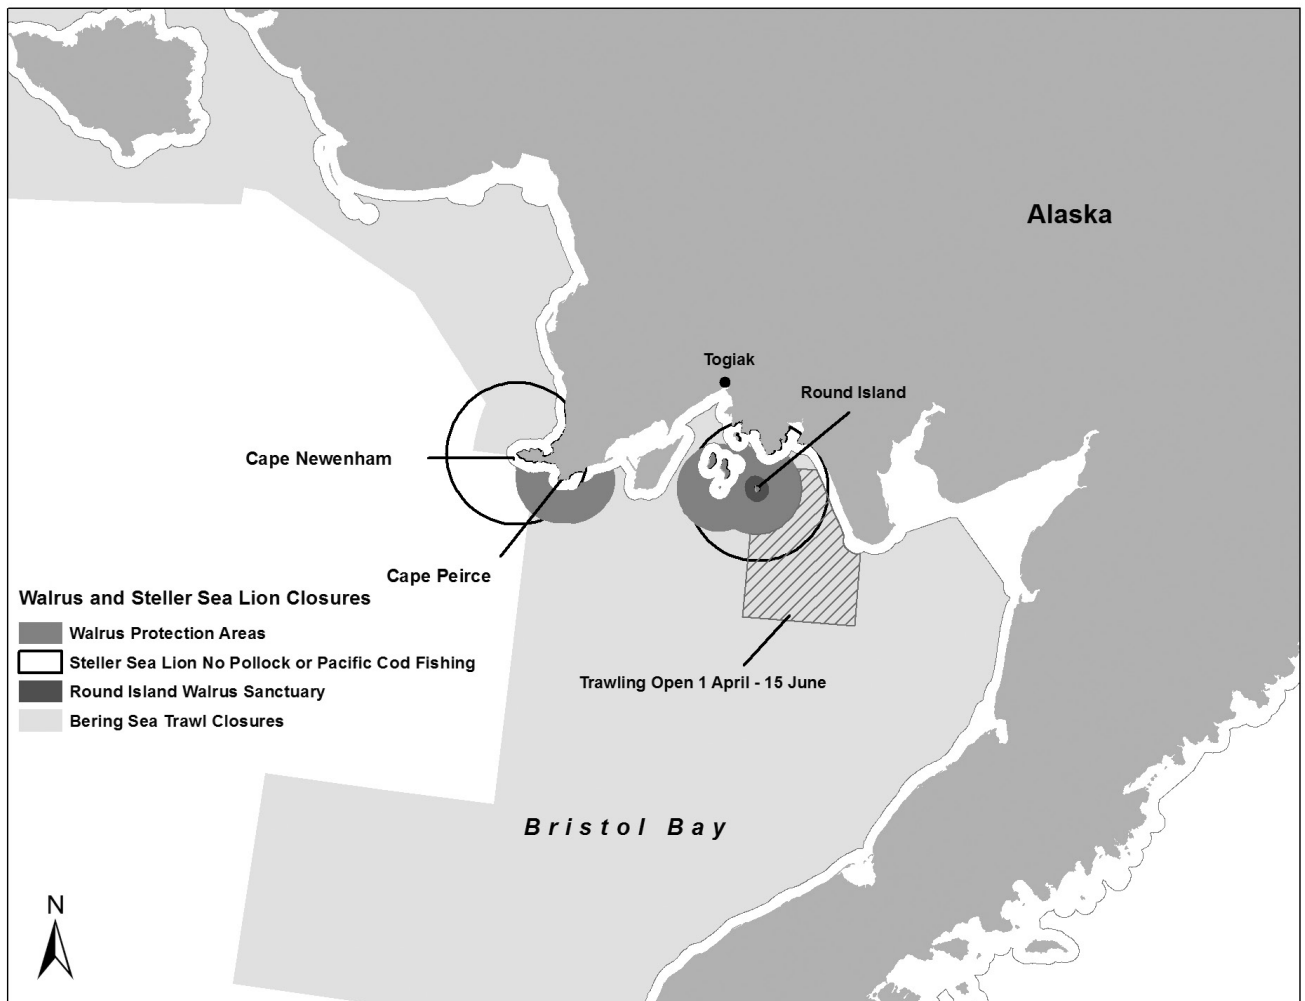 Alaska
Togiak
Round Island
Cape Newenham
Cape Peirce
Walrus and Steller Sea Lion Closures
Walrus Protection Areas
Steller Sea Lion No Pollock or Pacific Cod Fishing
Round Island Walrus Sanctuary
Bering Sea Trawl Closures
Trawling Open 1 April - 15 June
Bristol Bay
N